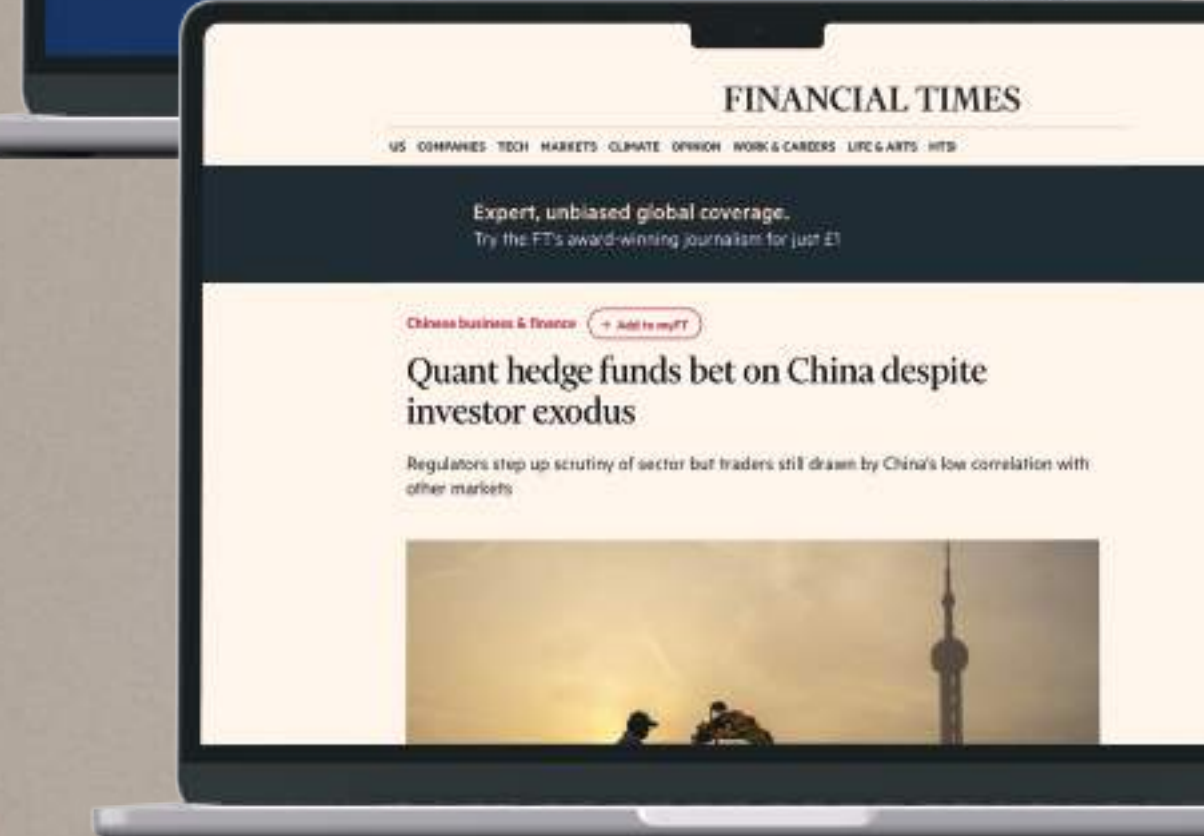 FINANCIAL TIMES
US COMPANIES TECH MARKETS CLIMATE OPINION WORK & CAREERS LIFE & ARTS HTSI
Expert, unbiased global coverage.
Try the FT's award-winning journalism for just £1
Chinese business & finance + Add to myFT
Quant hedge funds bet on China despite
investor exodus
Regulators step up scrutiny of sector but traders still drawn by China's low correlation with
other markets